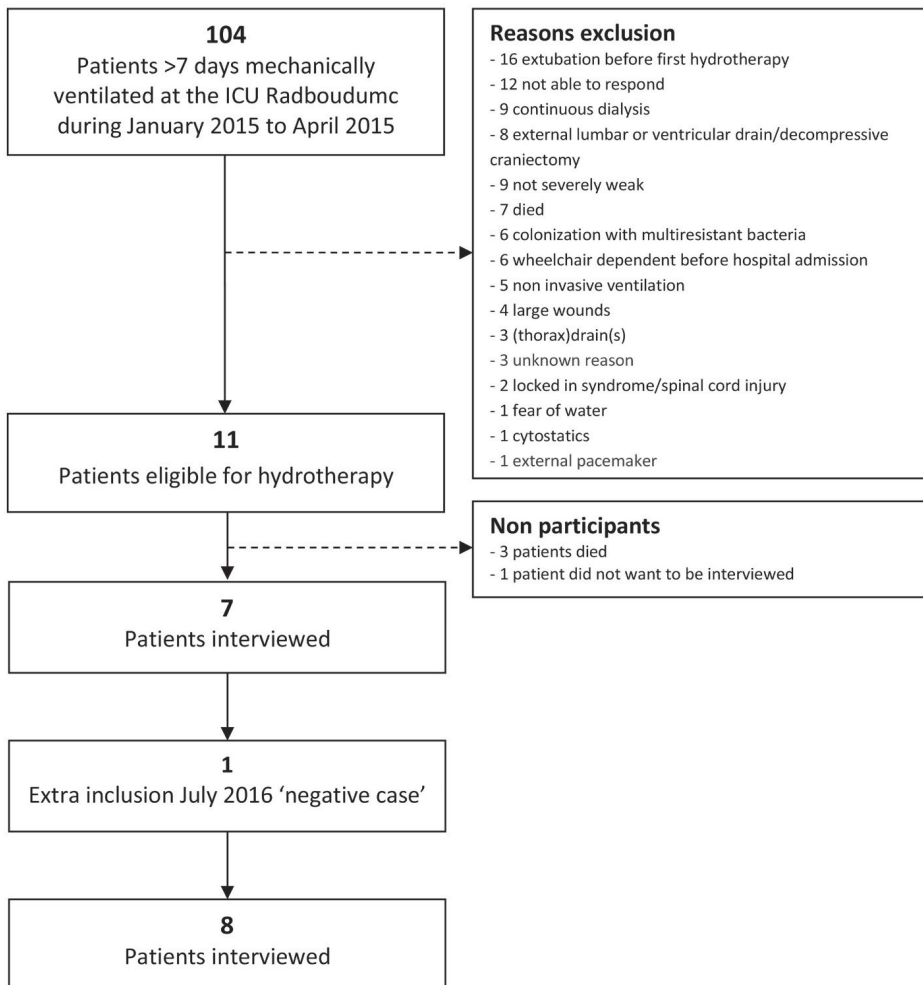 104
Patients >7 days mechanically
ventilated at the ICU Radboudumc
during January 2015 to April 2015
Reasons exclusion
- 16 extubation before first hydrotherapy
- 12 not able to respond
- 9 continuous dialysis
- 8 external lumbar or ventricular drain/decompressive
craniectomy
- 9 not severely weak
- 7 died
- 6 colonization with multiresistant bacteria
- 6 wheelchair dependent before hospital admission
- 5 non invasive ventilation
- 4 large wounds
- 3 (thorax)drain(s)
- 3 unknown reason
- 2 locked in syndrome/spinal cord injury
- 1 fear of water
- 1 cytostatics
- 1 external pacemaker
11
Patients eligible for hydrotherapy
Non participants
- 3 patients died
- 1 patient did not want to be interviewed
7
Patients interviewed
1
Extra inclusion July 2016 ‘negative case’
8
Patients interviewed